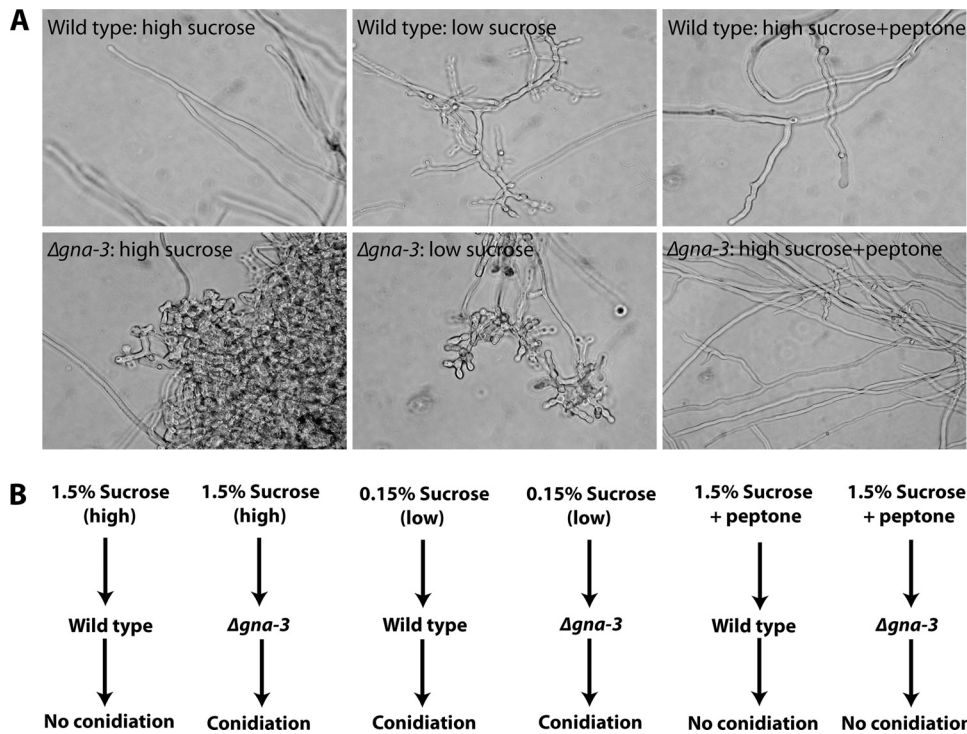 A
Wild type: high sucrose
Wild type: low sucrose
Wild type: high sucrose+peptone
Δgna-3: high sucrose
Δgna-3: low sucrose
Δgna-3: high sucrose+peptone
B
1.5% Sucrose
(high)
1.5% Sucrose
(high)
0.15% Sucrose
(low)
0.15% Sucrose
(low)
1.5% Sucrose
+ peptone
1.5% Sucrose
+ peptone
Wild type
Δgna-3
Wild type
Δgna-3
Wild type
Δgna-3
No conidiation
Conidiation
Conidiation
Conidiation
No conidiation
No conidiation